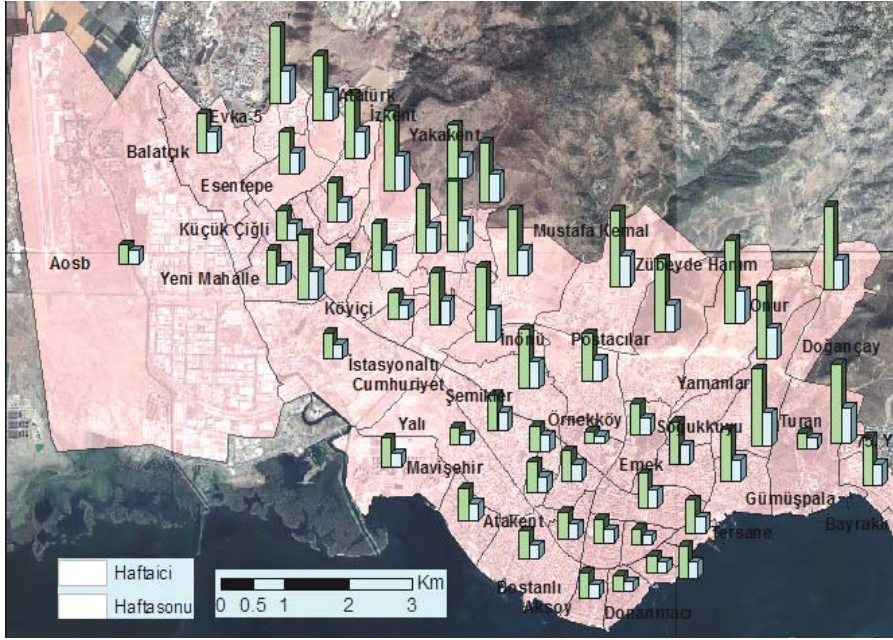 Atatürk
Evka-5
İzkent
Yakakent
Balatçık
Esentepe
Küçük Çiğli
Mustafa Kemal
Aosb
Zübeyde Hanım
Yeni Mahalle
Köyiçi
Onur
İnönü
Postacılar
Doğançay
İstasyonaltı
Cumhuriyet
Yamanlar
Şemikler
Yalı
Örnekköy
Soğukkuyu
Turan
Mavişehir
Emek
Gümüşpala
Atakent
Tersane
Bayraklı
Haftaiçi
Bostanlı
Km
Haftasonu
0 0.5 1 2 3
Aksoy
Donanmacı